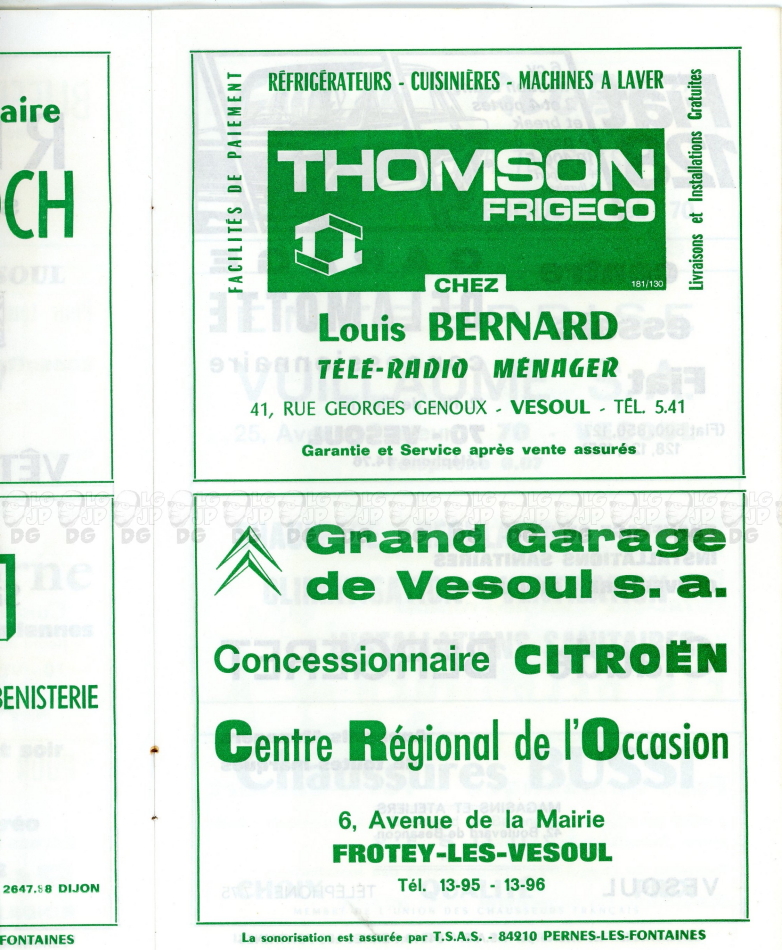 aire
CH
BENISTERIE
2647.88 DIJON
FONTAINES
RÉFRIGÉRATEURS - CUISINIÈRES - MACHINES A LAVER
FACILITÉS DE PAIEMENT
Livraisons et Installations Gratuites
THOMSON
FRIGECO
181/130
CHEZ
Louis BERNARD
TÉLÉ-RADIO MÉNAGER
41, RUE GEORGES GENOUX - VESOUL - TÉL. 5.41
Garantie et Service après vente assurés
Grand Garage
de Vesoul s. a.
Concessionnaire CITROËN
Centre Régional de l'Occasion
6, Avenue de la Mairie
FROTEY-LES-VESOUL
Tél. 13-95 - 13-96
La sonorisation est assurée par T.S.A.S. - 84210 PERNES-LES-FONTAINES